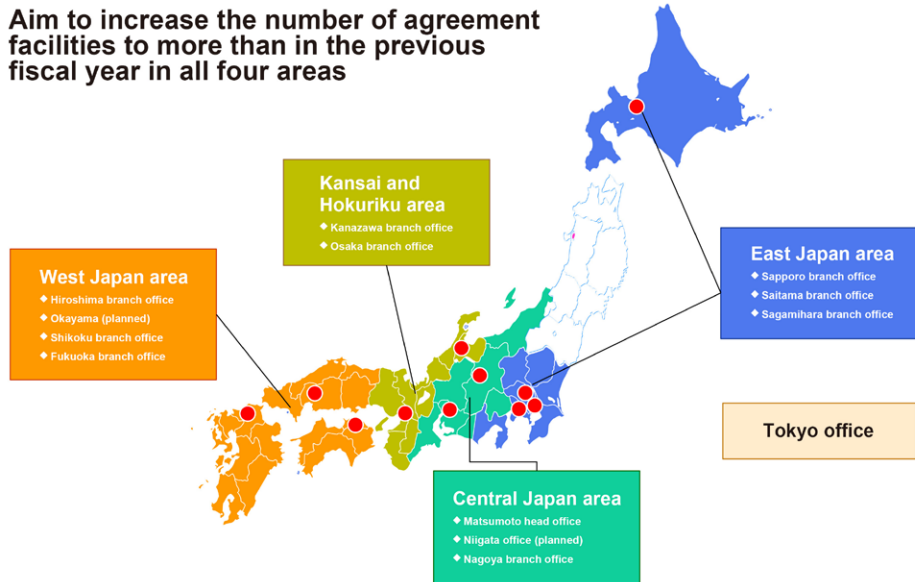 Aim to increase the number of agreement
facilities to more than in the previous
fiscal year in all four areas
Kansai and
Hokuriku area
◆ Kanazawa branch office
◆ Osaka branch office
West Japan area
◆ Hiroshima branch office
◆ Okayama (planned)
◆ Shikoku branch office
◆ Fukuoka branch office
East Japan area
◆ Sapporo branch office
◆ Saitama branch office
◆ Sagamihara branch office
Tokyo office
Central Japan area
◆ Matsumoto head office
◆ Niigata office (planned)
◆ Nagoya branch office